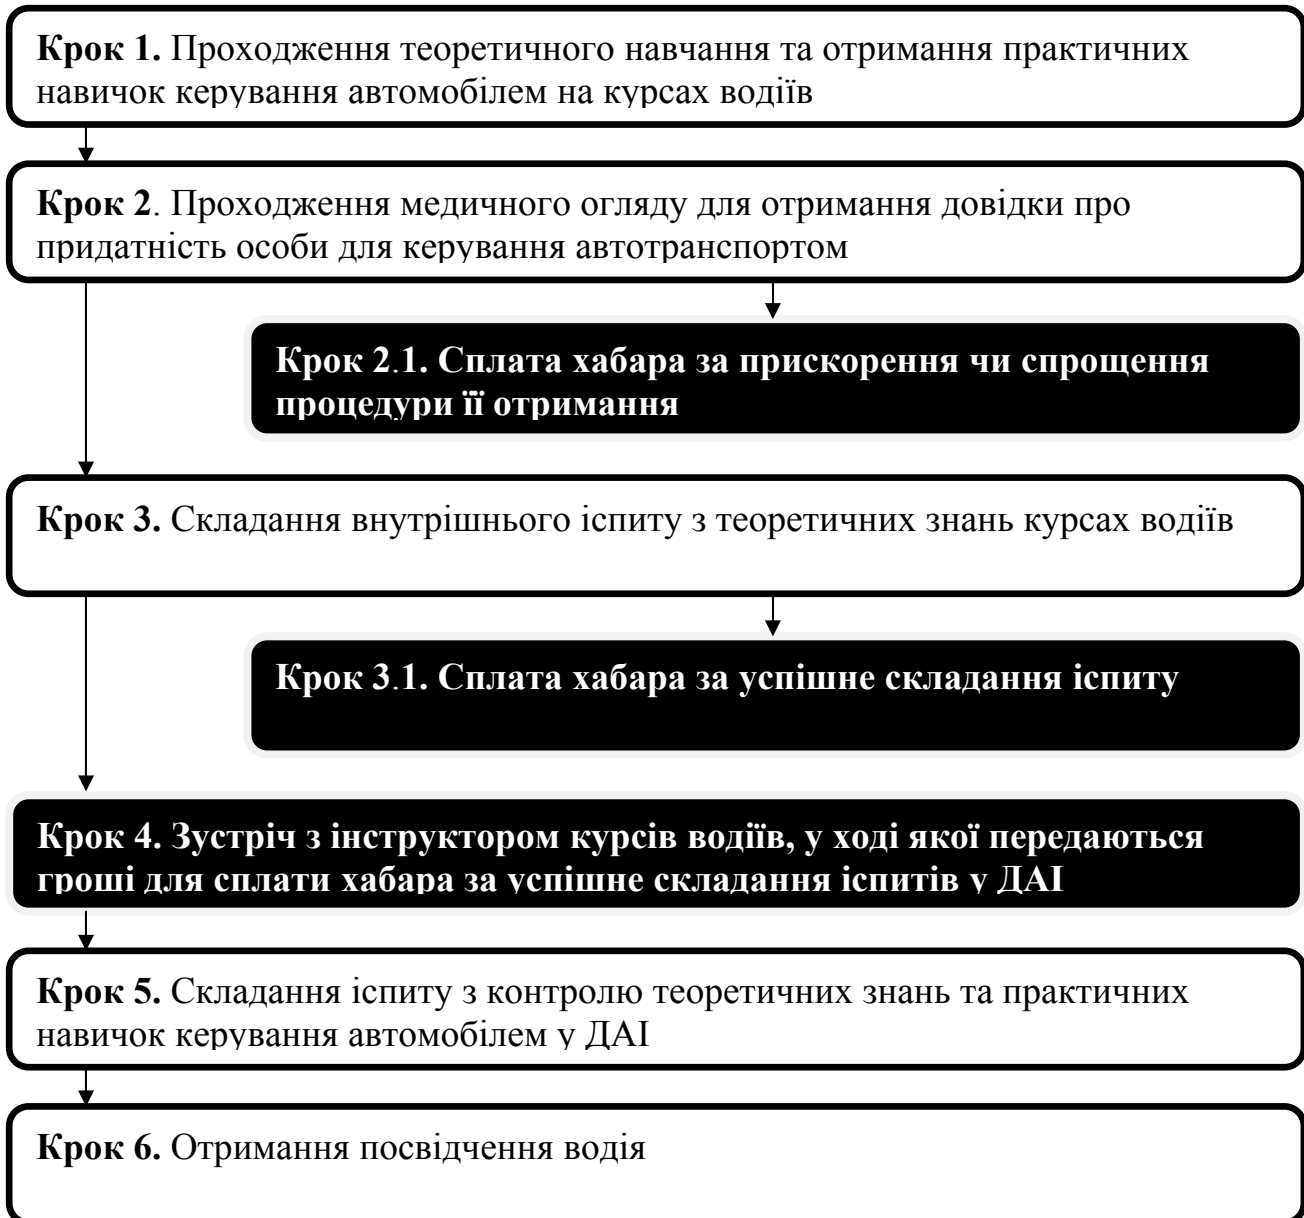 Крок 1. Проходження теоретичного навчання та отримання практичних
навичок керування автомобілем на курсах водіїв
Крок 2. Проходження медичного огляду для отримання довідки про
придатність особи для керування автотранспортом
Крок 2.1. Сплата хабара за прискорення чи спрощення
процедури її отримання
Крок 3. Складання внутрішнього іспиту з теоретичних знань курсах водіїв
Крок 3.1. Сплата хабара за успішне складання іспиту
Крок 4. Зустріч з інструктором курсів водіїв, у ході якої передаються
гроші для сплати хабара за успішне складання іспитів у ДАІ
Крок 5. Складання іспиту з контролю теоретичних знань та практичних
навичок керування автомобілем у ДАІ
Крок 6. Отримання посвідчення водія